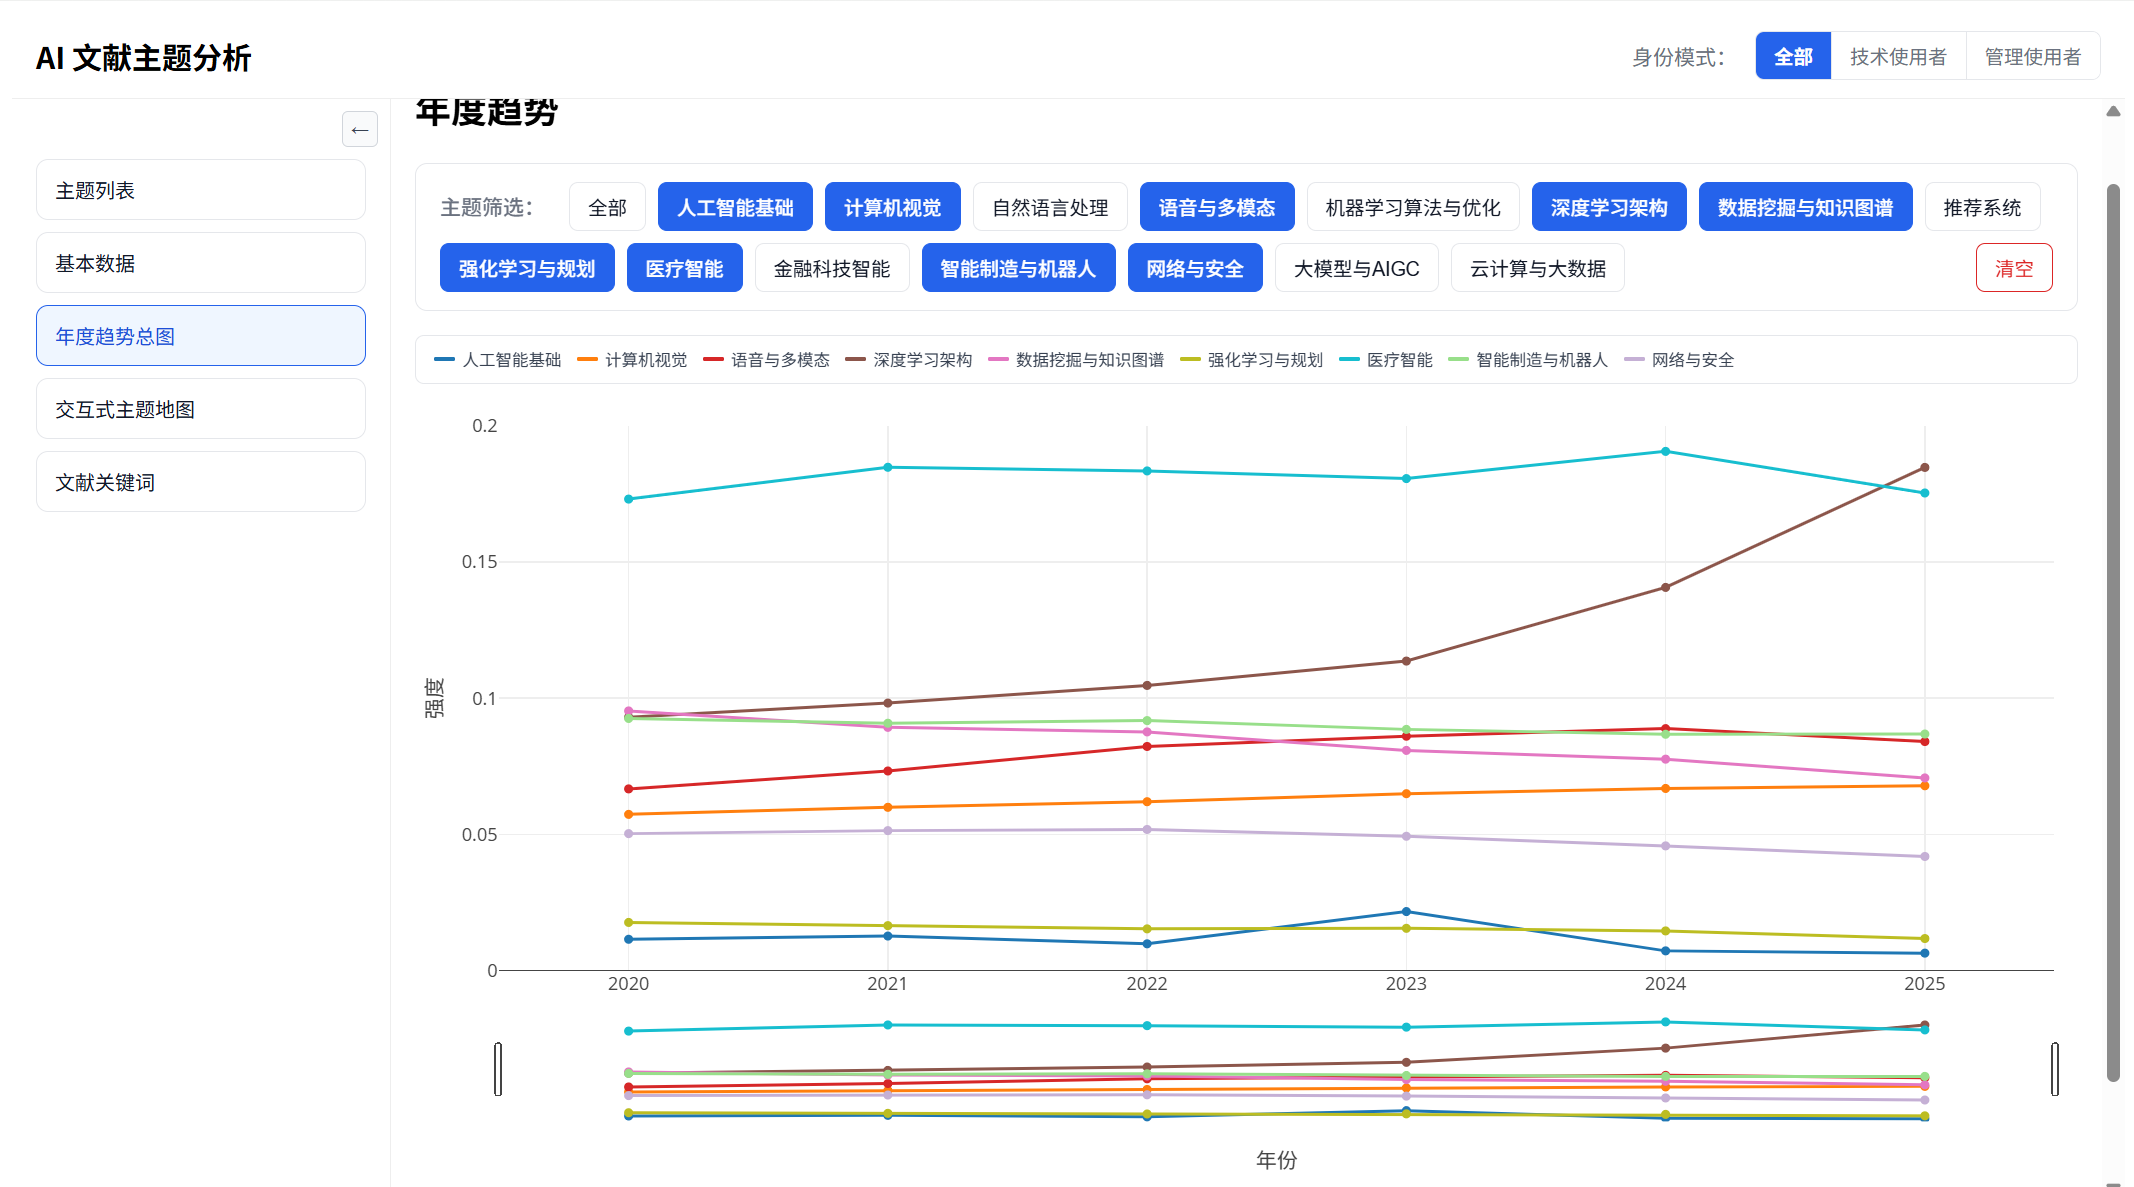 AI 文献主题分析
身份模式： 全部 技术使用者 管理使用者
←
主题列表
基本数据
年度趋势总图
交互式主题地图
文献关键词
年度趋势
主题筛选： 全部 人工智能基础 计算机视觉 自然语言处理 语音与多模态 机器学习算法与优化 深度学习架构 数据挖掘与知识图谱 推荐系统
强化学习与规划 医疗智能 金融科技智能 智能制造与机器人 网络与安全 大模型与AIGC 云计算与大数据 清空
人工智能基础 计算机视觉 语音与多模态 深度学习架构 数据挖掘与知识图谱 强化学习与规划 医疗智能 智能制造与机器人 网络与安全
0.2
0.15
0.1
0.05
0
强度
2020 2021 2022 2023 2024 2025
年份